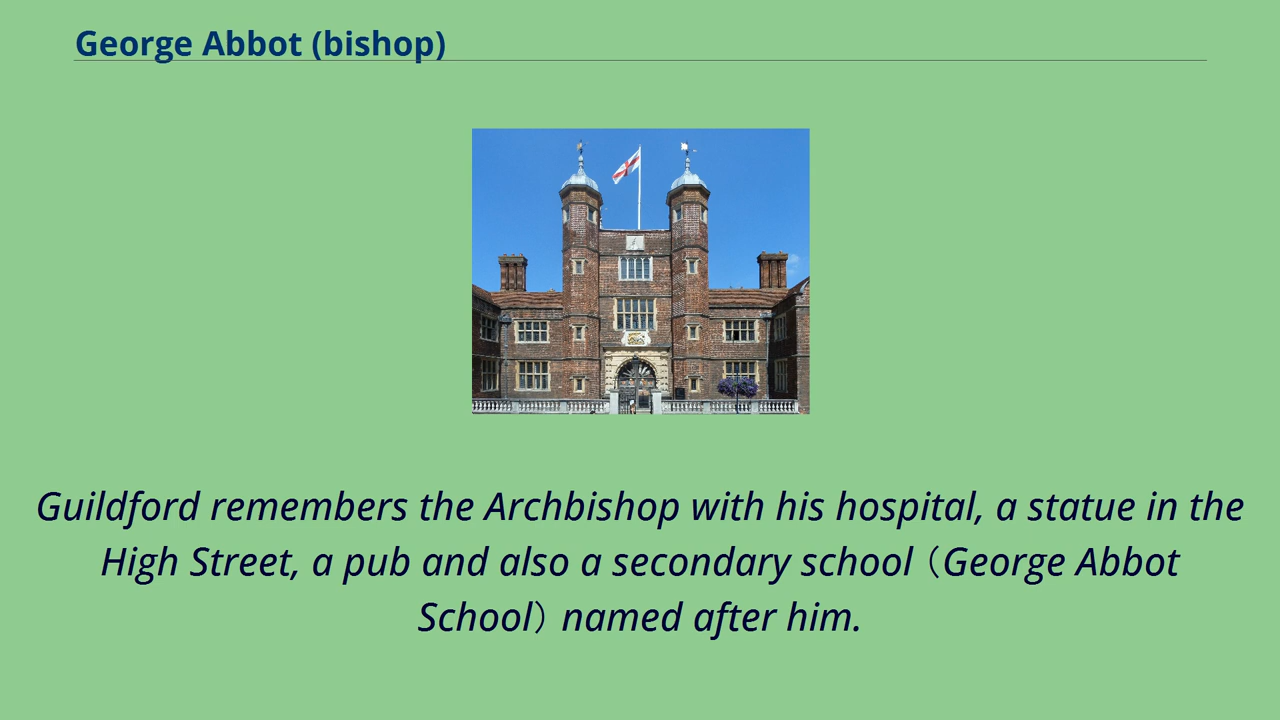 George Abbot (bishop)
Guildford remembers the Archbishop with his hospital, a statue in the
High Street, a pub and also a secondary school（George Abbot
School）named after him.